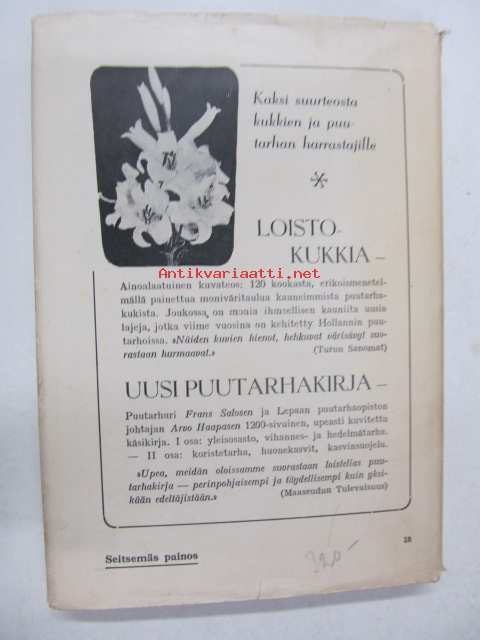 Kaksi suurteosta
kukkien ja puu-
tarhan harrastajille
LOISTO-
KUKKIA –
Antikvariaatti.net
Ainoalaatuinen kuvateos: 120 kookasta, erikoismenetel-
mällä painettua moniväritaulua kauneimmista puutarha-
kukista. Joukossa on monia ihmeellisen kauniita uusia
lajeja, jotka viime vuosina on kehitetty Hollannin puu-
tarhoissa. »Näiden kuvien hienot, hehkuvat värisävyt suo-
rastaan hurmaavat.»
(Turun Sanomat)
UUSI PUUTARHAKIRJA –
Puutarhuri Frans Salosen ja Lepaan puutarhaopiston
johtajan Arvo Haapasen 1200-sivuinen, upeasti kuvitettu
käsikirja. I osa: yleisosasto, vihannes- ja hedelmätarha.
— II osa: koristetarha, huonekasvit, kasvinsuojelu.
»Upea, meidän oloissamme suorastaan loistelias puu-
tarhakirja — perinpohjaisempi ja täydellisempi kuin yksi-
kään edeltäjistään.»
(Maaseudun Tulevaisuus)
Seitsemäs painos